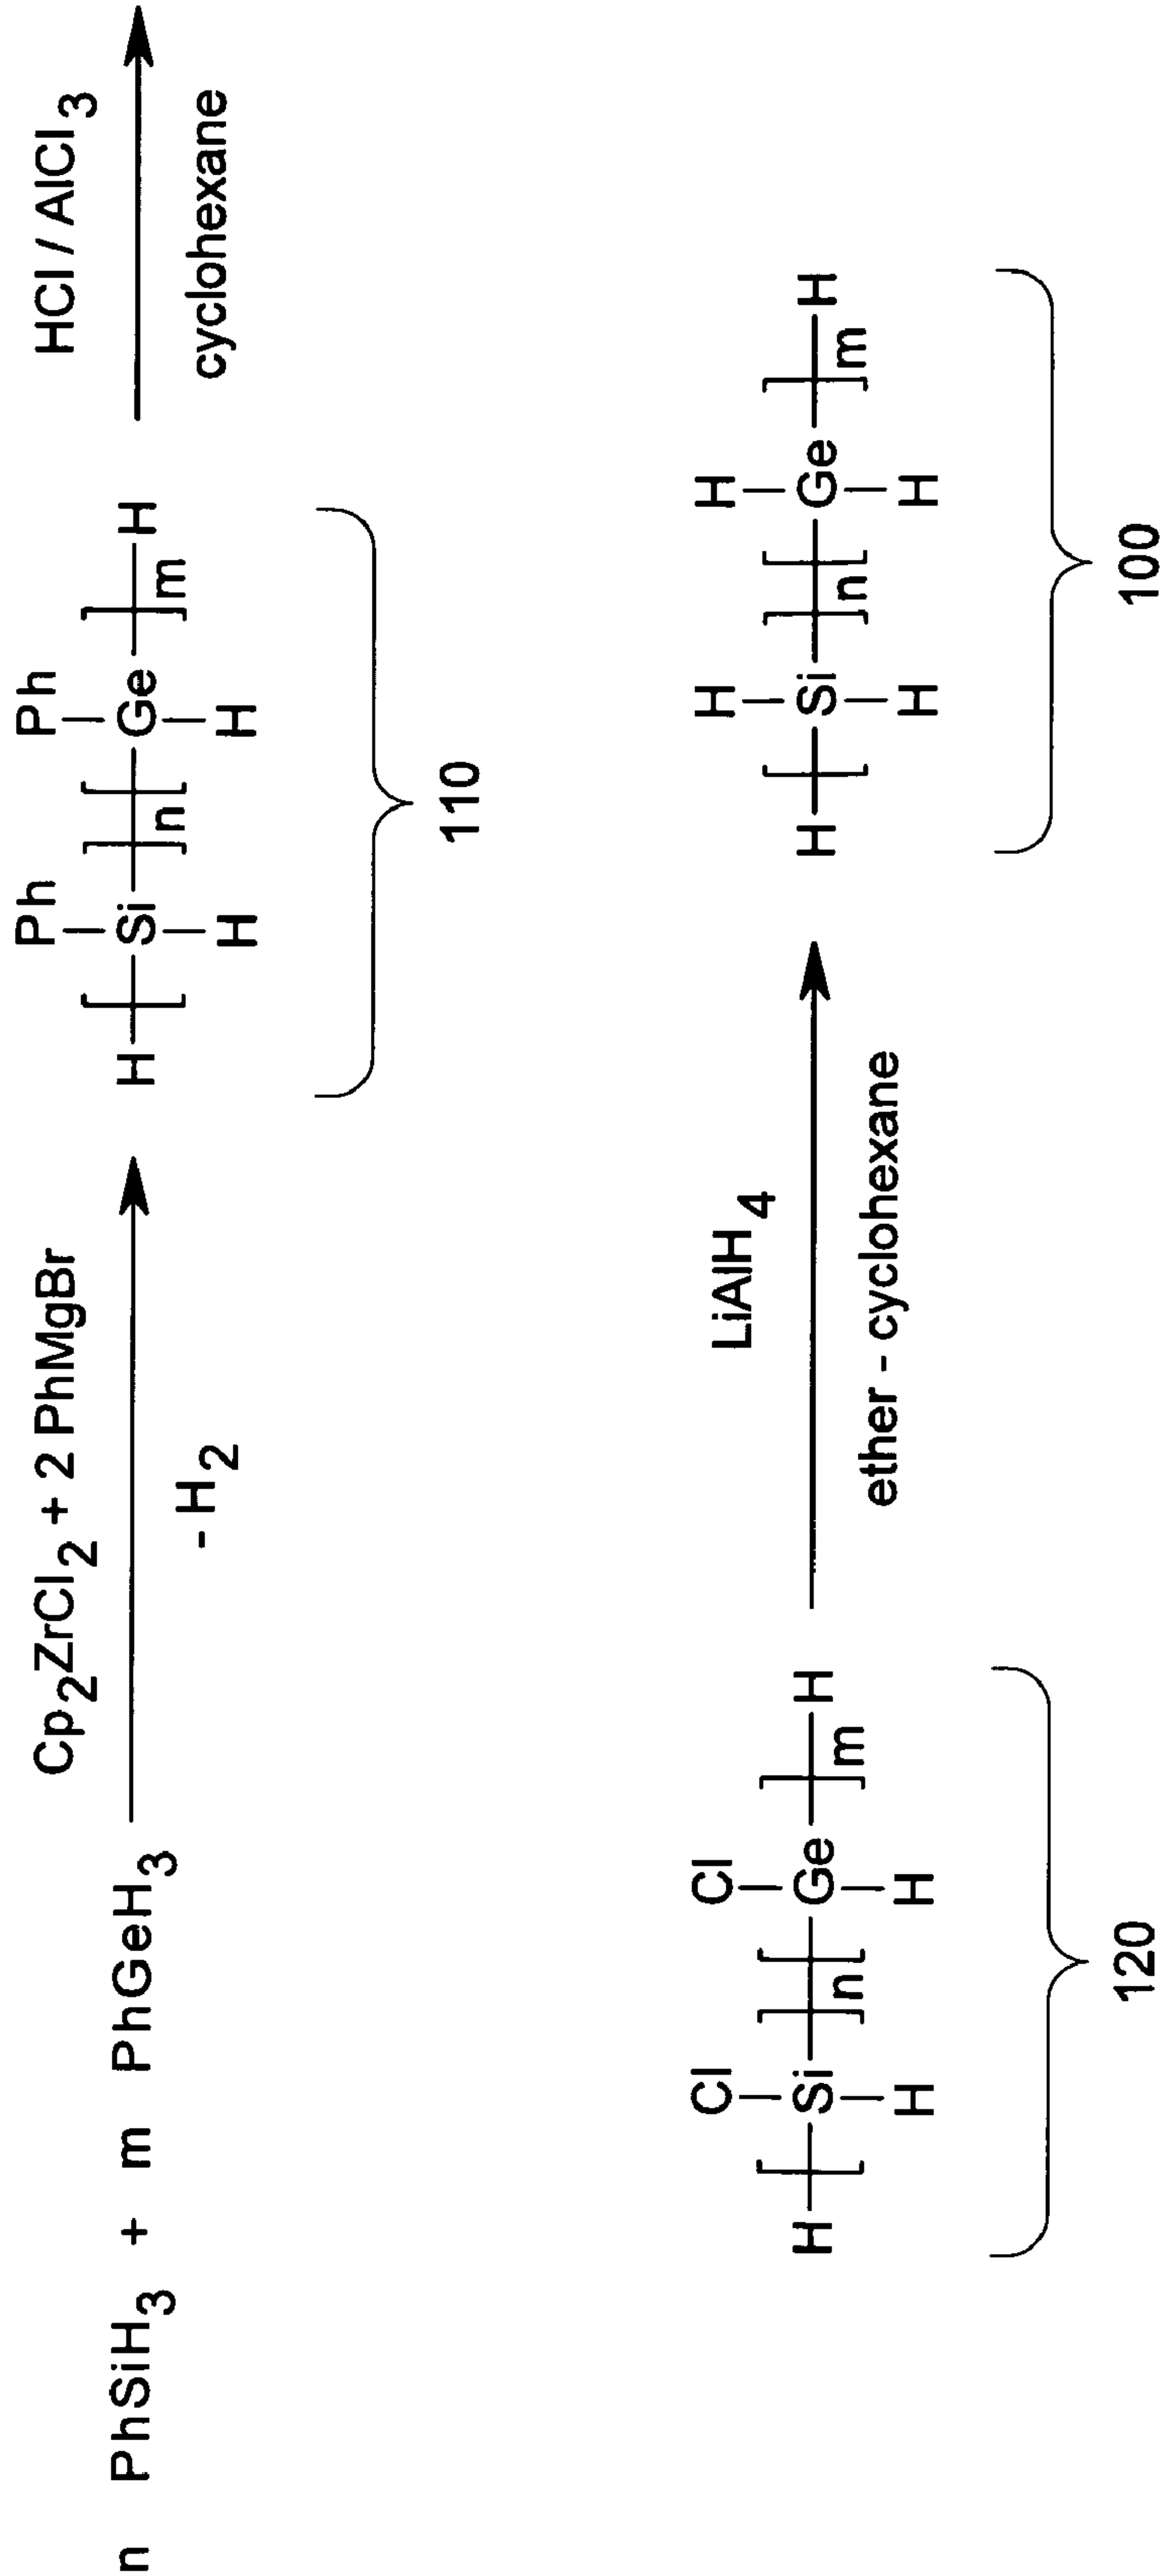 n PhSiH3 + m PhGeH3
Cp2ZrCl2 + 2 PhMgBr
- H2
Ph Ph
H [ Si ]n [ Ge ]m H
H H
110
HCl / AlCl3
cyclohexane
Cl Cl
H [ Si ]n [ Ge ]m H
H H
120
LiAlH4
ether - cyclohexane
H H
H [ Si ]n [ Ge ]m H
H H
100